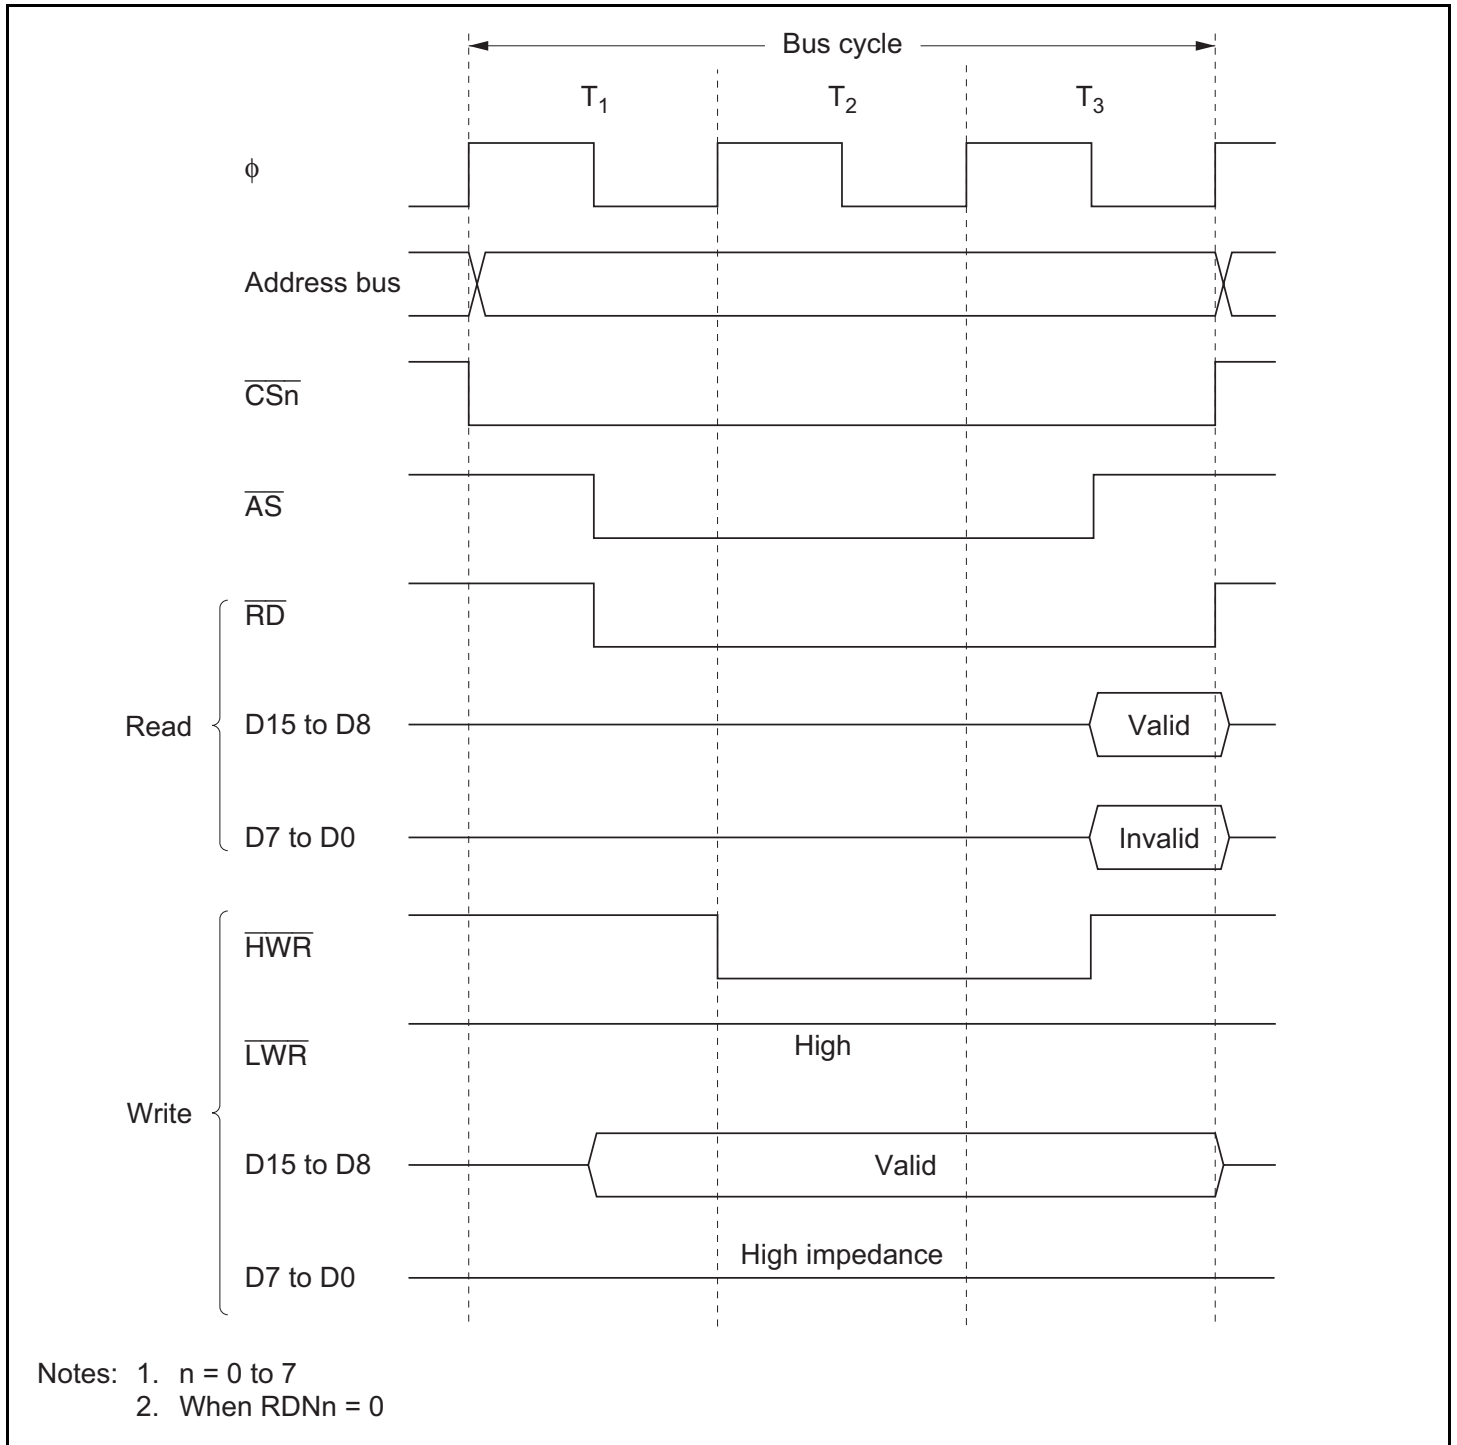 Bus cycle
T1 T2 T3
ϕ
Address bus
CSn
AS
RD
Read D15 to D8 Valid
D7 to D0 Invalid
HWR
LWR High
Write
D15 to D8 Valid
D7 to D0 High impedance
Notes: 1. n = 0 to 7
2. When RDNn = 0